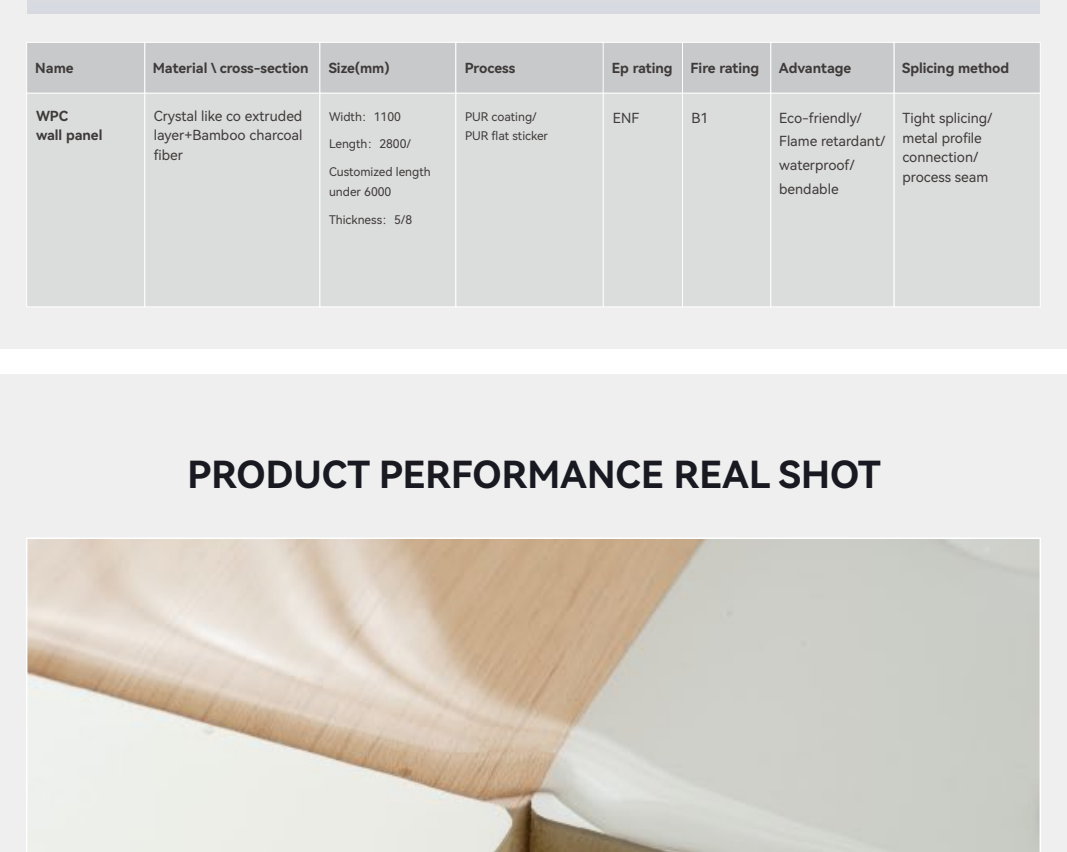 Name
Material \ cross-section
Size(mm)
Process
Ep rating
Fire rating
Advantage
Splicing method
WPC
wall panel
Crystal like co extruded
layer+Bamboo charcoal
fiber
Width: 1100
Length: 2800/
Customized length
under 6000
Thickness: 5/8
PUR coating/
PUR flat sticker
ENF
B1
Eco-friendly/
Flame retardant/
waterproof/
bendable
Tight splicing/
metal profile
connection/
process seam
PRODUCT PERFORMANCE REAL SHOT